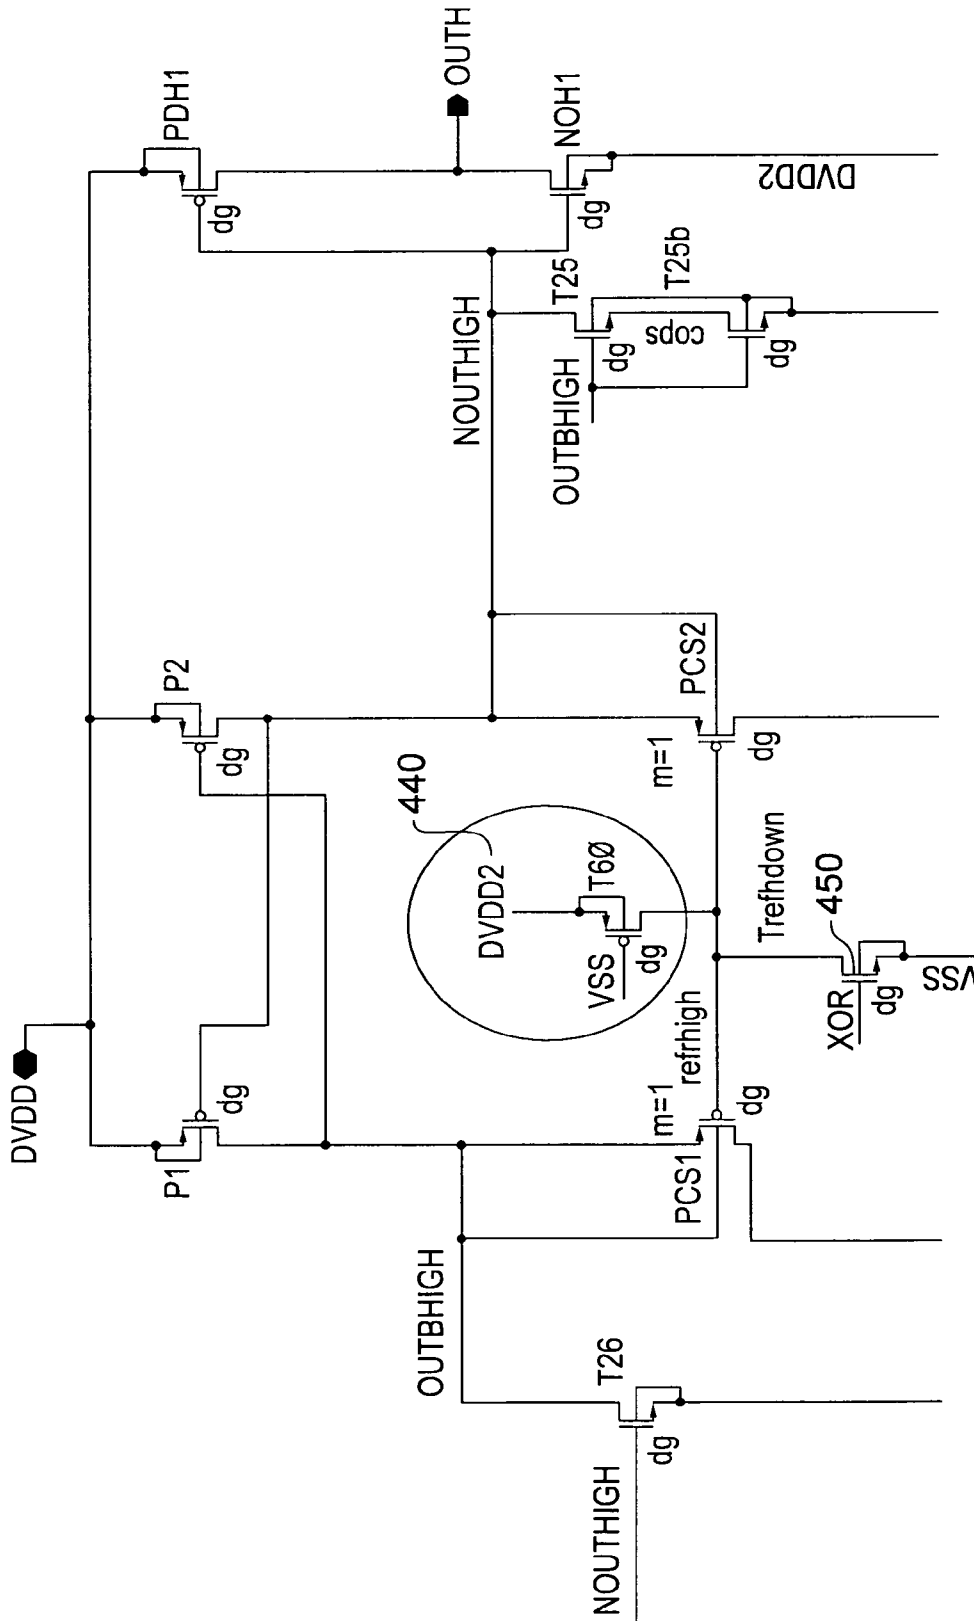 DVDD
P1
dg
P2
dg
PDH1
dg
OUTH
NOH1
dg
DVDD2
NOUTHIGH
T25
dg
OUTBHIGH
cops
T25b
dg
440
DVDD2
T6Ø
VSS
dg
PCS2
m=1
dg
OUTBHIGH
PCS1
m=1
dg
refrhigh
Trefhdown
450
XOR
dg
VSS
T26
dg
NOUTHIGH